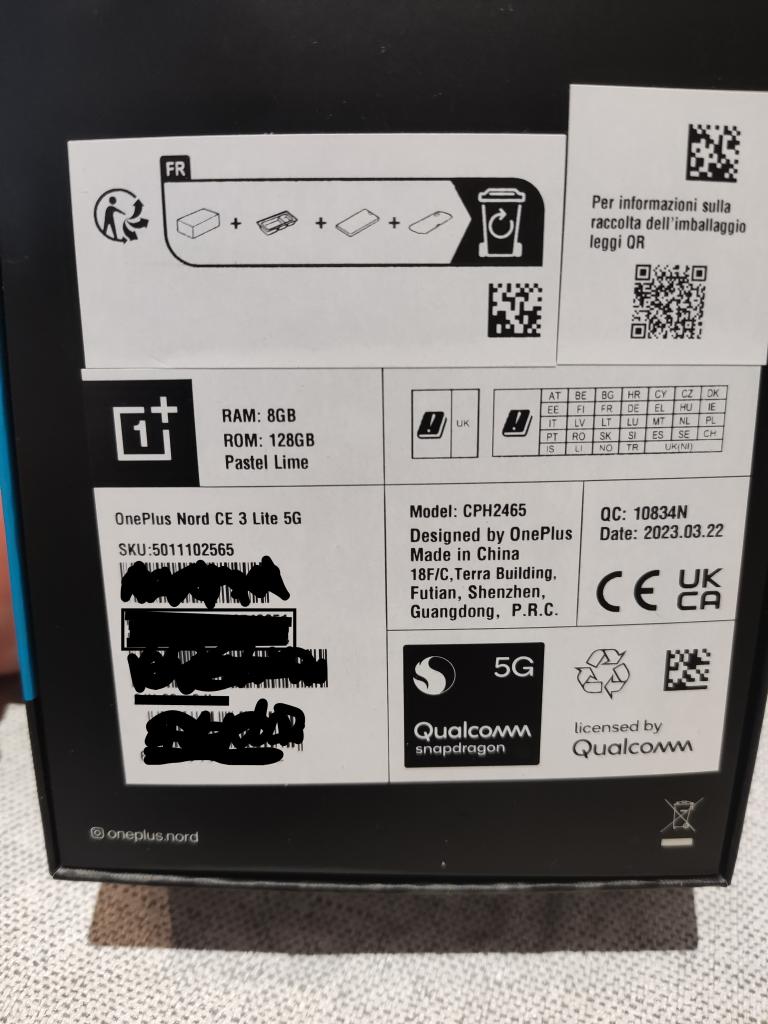 FR
Per informazioni sulla
raccolta dell'imballaggio
leggi QR
1+
RAM: 8GB
ROM: 128GB
Pastel Lime
UK
AT BE BG HR CY CZ DK
EE FI FR DE EL HU IE
IT LV LT LU MT NL PL
PT RO SK SI ES SE CH
IS LI NO TR UK(NI)
OnePlus Nord CE 3 Lite 5G
SKU:5011102565
Model: CPH2465
Designed by OnePlus
Made in China
18F/C,Terra Building,
Futian, Shenzhen,
Guangdong, P.R.C.
QC: 10834N
Date: 2023.03.22
CE UK
CA
5G
Qualcomm
snapdragon
licensed by
Qualcomm
oneplus.nord